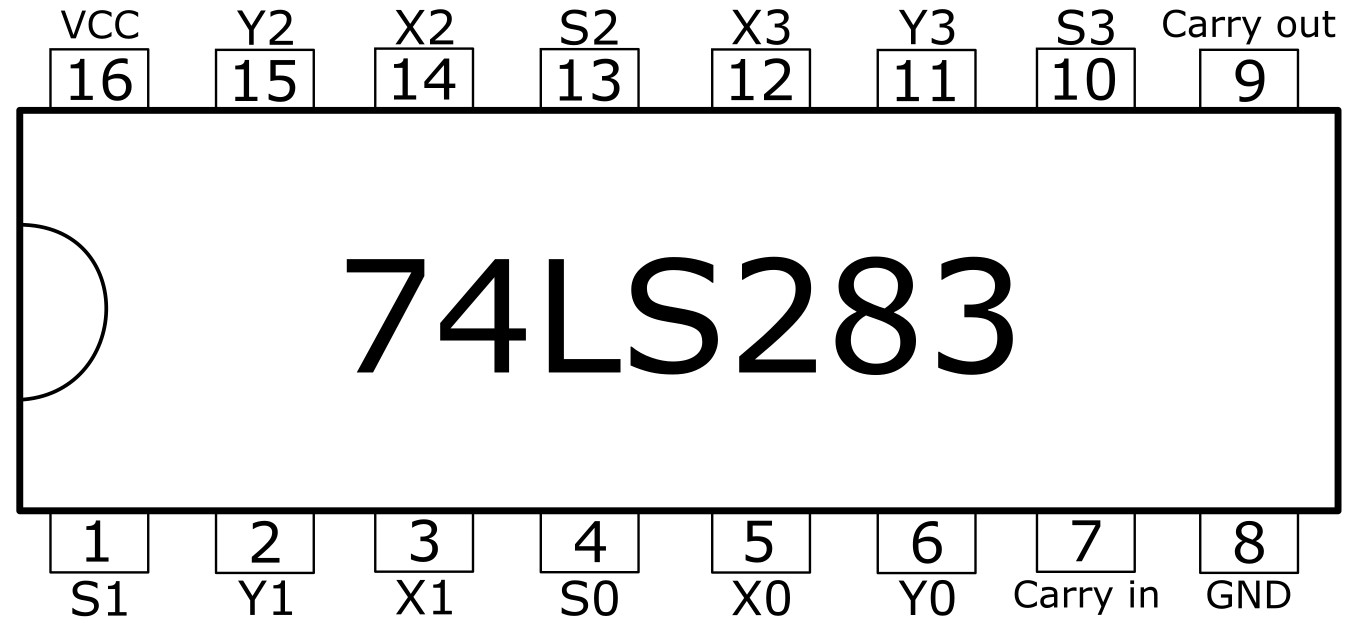 VCC Y2 X2 S2 X3 Y3 S3 Carry out
16 15 14 13 12 11 10 9
74LS283
1 2 3 4 5 6 7 8
S1 Y1 X1 S0 X0 Y0 Carry in GND